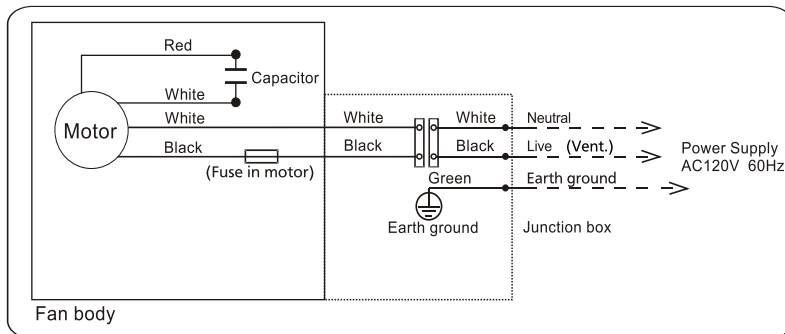 Red
Capacitor
White
White
White
White
Neutral
Motor
Black
Black
Black
Live (Vent.)
Power Supply
AC120V 60Hz
(Fuse in motor)
Green
Earth ground
Earth ground
Junction box
Fan body